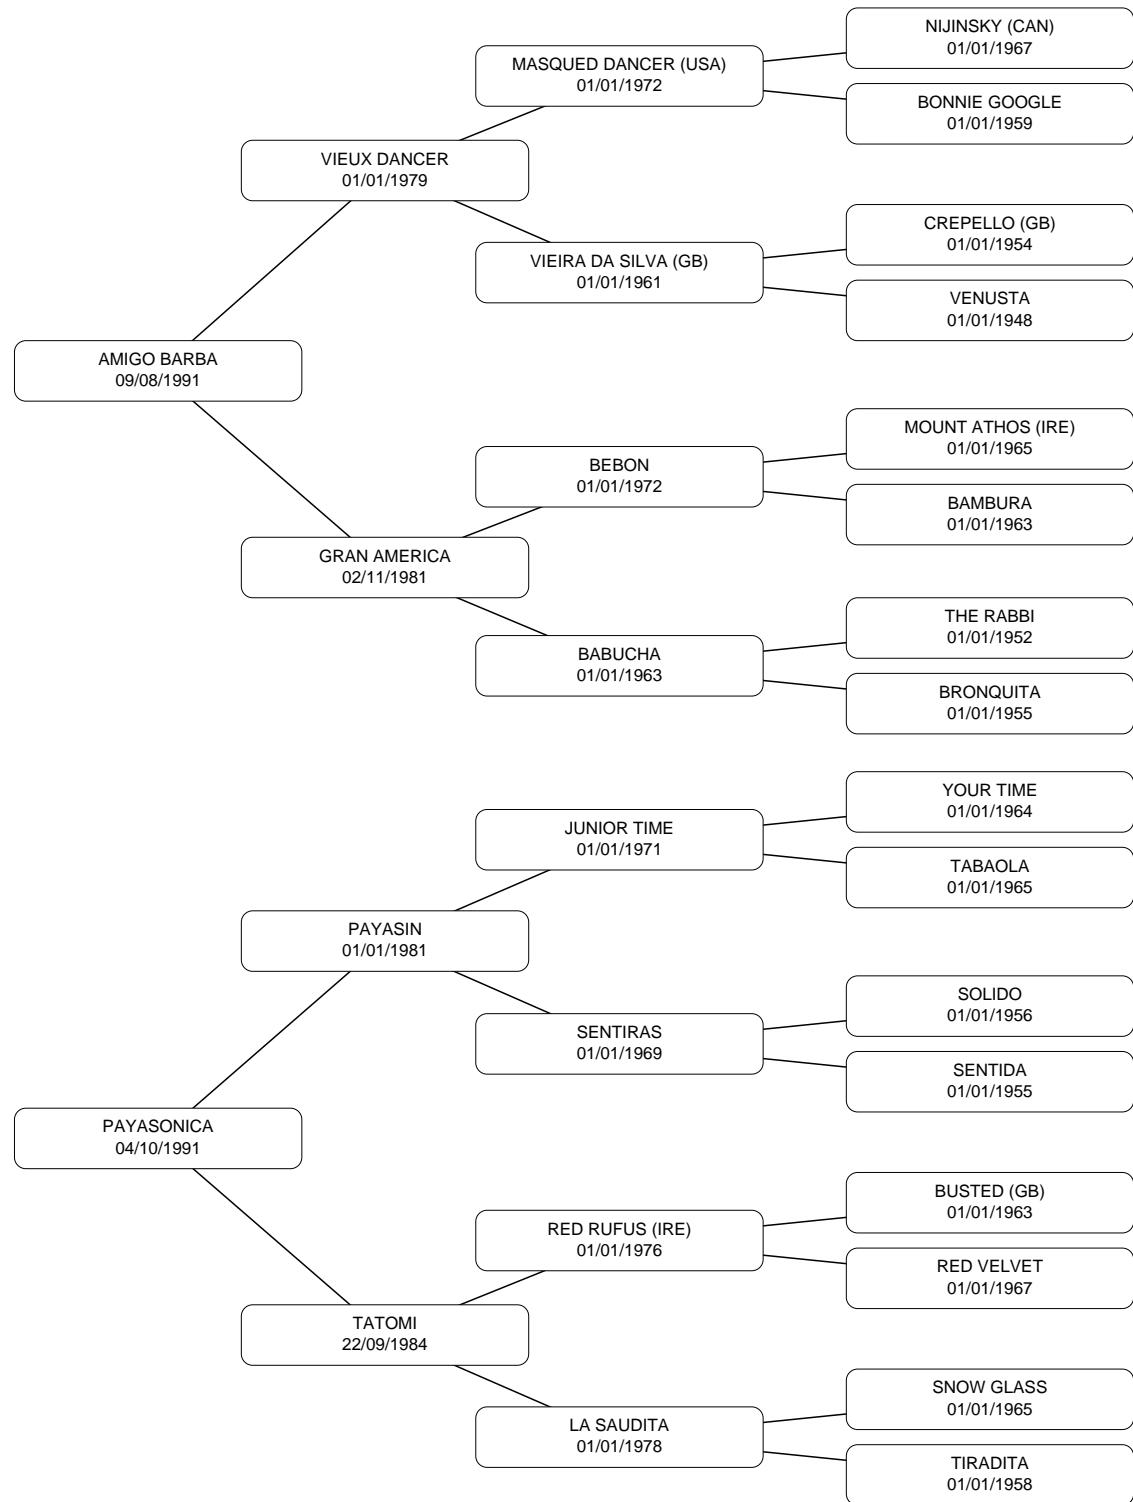 NIJINSKY (CAN)
01/01/1967
MASQUED DANCER (USA)
01/01/1972
BONNIE GOOGLE
01/01/1959
VIEUX DANCER
01/01/1979
CREPELLO (GB)
01/01/1954
VIEIRA DA SILVA (GB)
01/01/1961
VENUSTA
01/01/1948
AMIGO BARBA
09/08/1991
MOUNT ATHOS (IRE)
01/01/1965
BEBON
01/01/1972
BAMBURA
01/01/1963
GRAN AMERICA
02/11/1981
THE RABBI
01/01/1952
BABUCHA
01/01/1963
BRONQUITA
01/01/1955
YOUR TIME
01/01/1964
JUNIOR TIME
01/01/1971
TABAOLA
01/01/1965
PAYASIN
01/01/1981
SOLIDO
01/01/1956
SENTIRAS
01/01/1969
SENTIDA
01/01/1955
PAYASONICA
04/10/1991
BUSTED (GB)
01/01/1963
RED RUFUS (IRE)
01/01/1976
RED VELVET
01/01/1967
TATOMI
22/09/1984
SNOW GLASS
01/01/1965
LA SAUDITA
01/01/1978
TIRADITA
01/01/1958